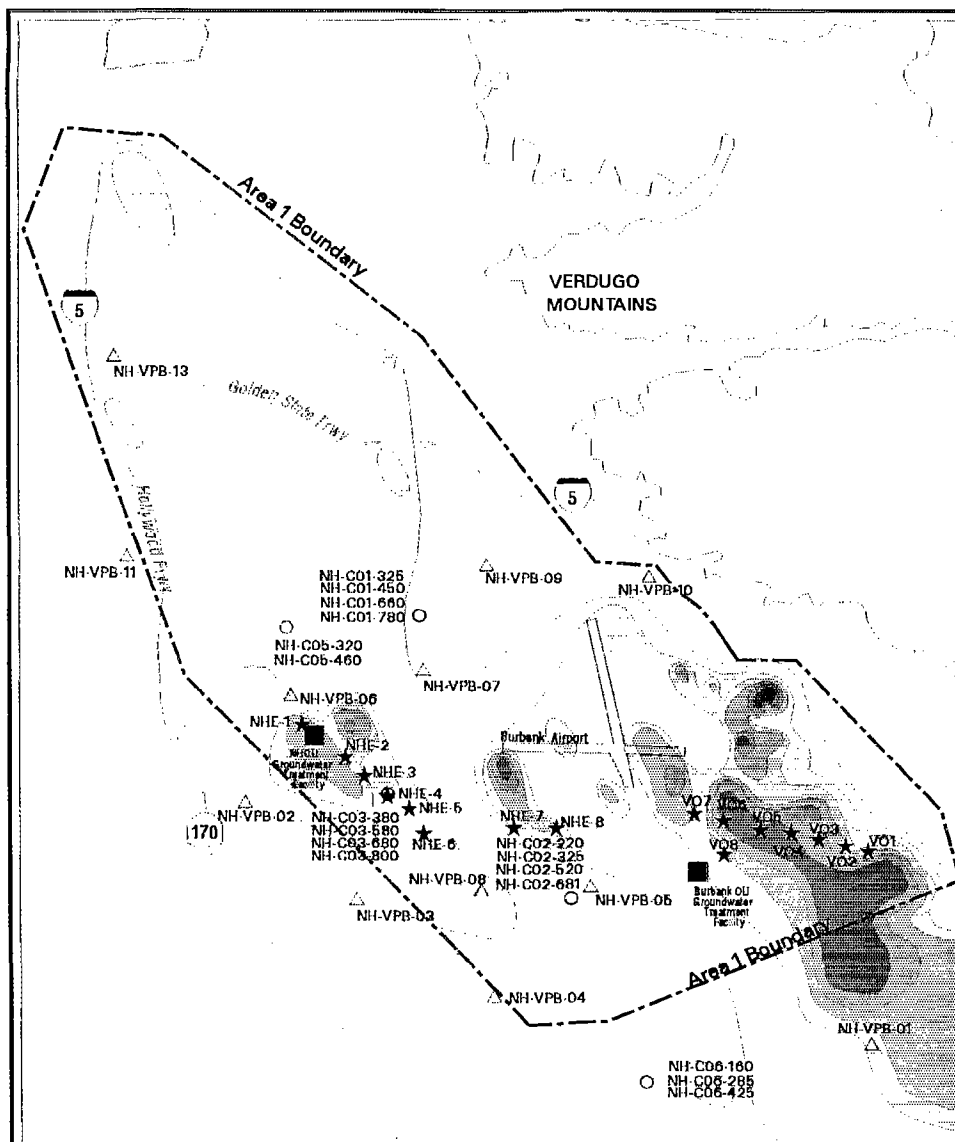 Area 1 Boundary
VERDUGO
MOUNTAINS
5
NH-VPB-13
Golden State Frwy
5
Hollywood Frwy
NH-VPB-11
NH-C01-325
NH-C01-450
NH-C01-660
NH-C01-780
NH-VPB-09
NH-VPB-10
NH-C05-320
NH-C05-460
NH-VPB-07
NH-VPB-06
NHE-1
NHOU
Groundwater
Treatment
Facility
NHE-2
Burbank Airport
NHE-3
NHE-4
NHE-5
NHE-6
NH-VPB-02
170
NH-C03-380
NH-C03-580
NH-C03-680
NH-C03-800
NHE-7
NHE-8
NH-C02-220
NH-C02-325
NH-C02-520
NH-C02-681
VO7
VO6
VO5
VO4
VO3
VO2
VO1
VO8
NH-VPB-08
NH-VPB-03
NH-VPB-05
Burbank OU
Groundwater
Treatment
Facility
Area 1 Boundary
NH-VPB-04
NH-VPB-01
NH-C06-160
NH-C06-285
NH-C06-425